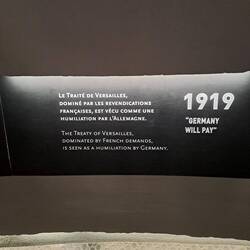 Le Traité de Versailles,
dominé par les revendications
françaises, est vécu comme une
humiliation par l'Allemagne.
The Treaty of Versailles,
dominated by French demands,
is seen as a humiliation by Germany.
1919
"GERMANY
WILL PAY"